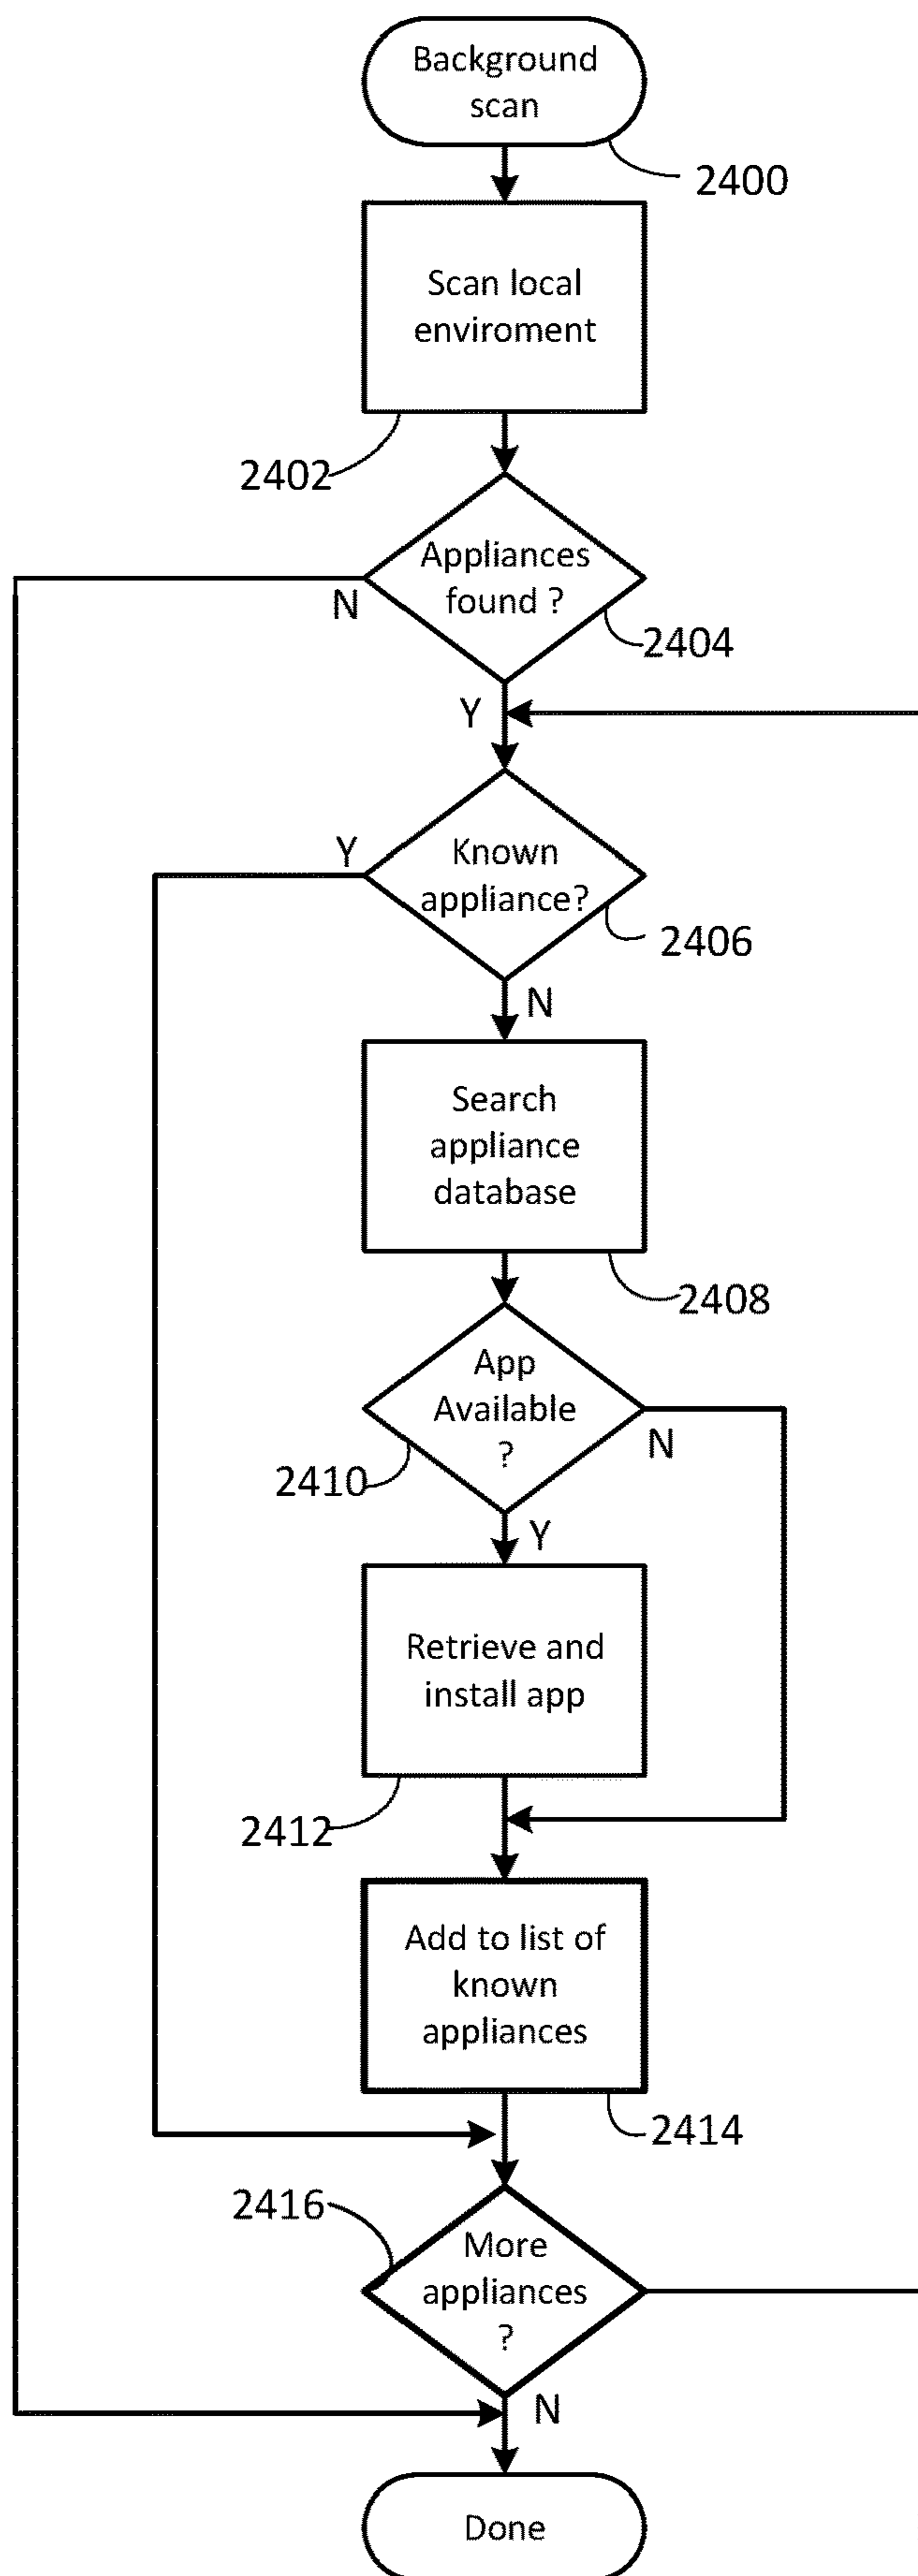 Background
scan
2400
Scan local
enviroment
2402
Appliances
found ?
N
2404
Y
Known
appliance?
Y
2406
N
Search
appliance
database
2408
App
Available
?
N
2410
Y
Retrieve and
install app
2412
Add to list of
known
appliances
2414
2416
More
appliances
?
N
Done